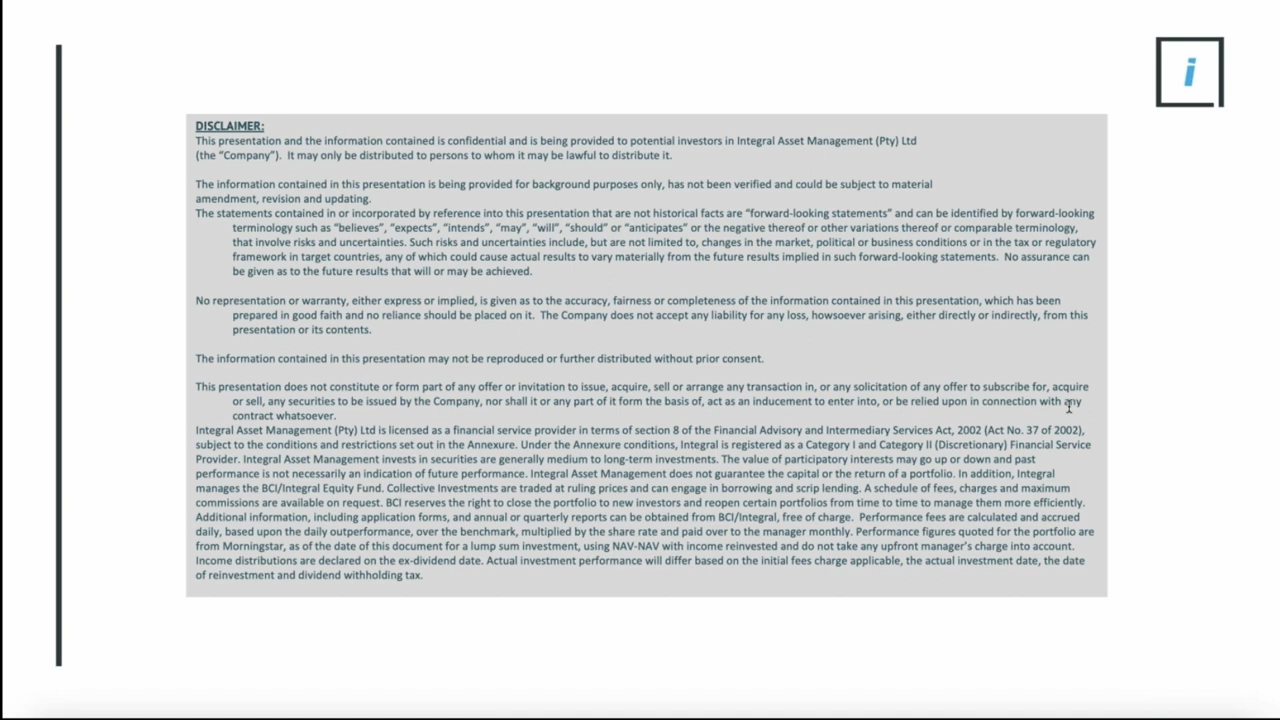 i
DISCLAIMER:
This presentation and the information contained is confidential and is being provided to potential investors in Integral Asset Management (Pty) Ltd
(the “Company”).  It may only be distributed to persons to whom it may be lawful to distribute it.
The information contained in this presentation is being provided for background purposes only, has not been verified and could be subject to material
amendment, revision and updating.
The statements contained in or incorporated by reference into this presentation that are not historical facts are “forward-looking statements” and can be identified by forward-looking
terminology such as “believes”, “expects”, “intends”, “may”, “will”, “should” or “anticipates” or the negative thereof or other variations thereof or comparable terminology,
that involve risks and uncertainties. Such risks and uncertainties include, but are not limited to, changes in the market, political or business conditions or in the tax or regulatory
framework in target countries, any of which could cause actual results to vary materially from the future results implied in such forward-looking statements.  No assurance can
be given as to the future results that will or may be achieved.
No representation or warranty, either express or implied, is given as to the accuracy, fairness or completeness of the information contained in this presentation, which has been
prepared in good faith and no reliance should be placed on it.  The Company does not accept any liability for any loss, howsoever arising, either directly or indirectly, from this
presentation or its contents.
The information contained in this presentation may not be reproduced or further distributed without prior consent.
This presentation does not constitute or form part of any offer or invitation to issue, acquire, sell or arrange any transaction in, or any solicitation of any offer to subscribe for, acquire
or sell, any securities to be issued by the Company, nor shall it or any part of it form the basis of, act as an inducement to enter into, or be relied upon in connection with any
contract whatsoever.
Integral Asset Management (Pty) Ltd is licensed as a financial service provider in terms of section 8 of the Financial Advisory and Intermediary Services Act, 2002 (Act No. 37 of 2002),
subject to the conditions and restrictions set out in the Annexure. Under the Annexure conditions, Integral is registered as a Category I and Category II (Discretionary) Financial Service
Provider. Integral Asset Management invests in securities are generally medium to long-term investments. The value of participatory interests may go up or down and past
performance is not necessarily an indication of future performance. Integral Asset Management does not guarantee the capital or the return of a portfolio. In addition, Integral
manages the BCI/Integral Equity Fund. Collective Investments are traded at ruling prices and can engage in borrowing and scrip lending. A schedule of fees, charges and maximum
commissions are available on request. BCI reserves the right to close the portfolio to new investors and reopen certain portfolios from time to time to manage them more efficiently.
Additional information, including application forms, and annual or quarterly reports can be obtained from BCI/Integral, free of charge.  Performance fees are calculated and accrued
daily, based upon the daily outperformance, over the benchmark, multiplied by the share rate and paid over to the manager monthly. Performance figures quoted for the portfolio are
from Morningstar, as of the date of this document for a lump sum investment, using NAV-NAV with income reinvested and do not take any upfront manager’s charge into account.
Income distributions are declared on the ex-dividend date. Actual investment performance will differ based on the initial fees charge applicable, the actual investment date, the date
of reinvestment and dividend withholding tax.